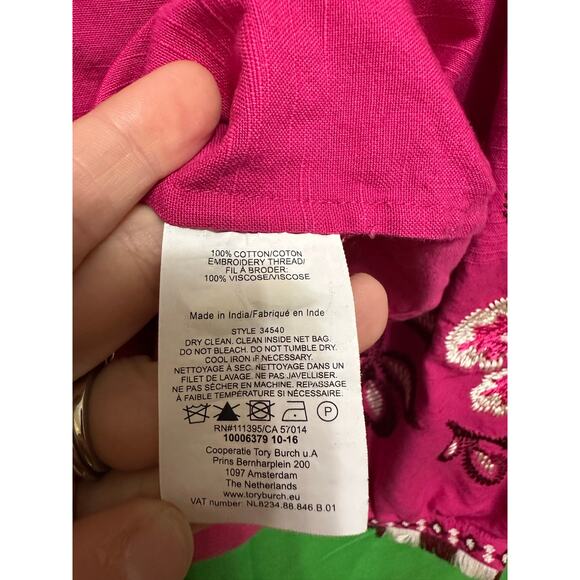 100% COTTON/COTON
EMBROIDERY THREAD/
FIL À BRODER:
100% VISCOSE/VISCOSE
Made in India/Fabriqué en Inde
STYLE 34540
DRY CLEAN. CLEAN INSIDE NET BAG.
DO NOT BLEACH. DO NOT TUMBLE DRY.
COOL IRON IF NECESSARY.
NETTOYAGE À SEC. NETTOYAGE DANS UN
FILET DE LAVAGE. NE PAS JAVELLISER.
NE PAS SÉCHER EN MACHINE. REPASSAGE
À FAIBLE TEMPÉRATURE SI NÉCESSAIRE.
RN#111395/CA 57014
10006379 10-16
Cooperatie Tory Burch u.A
Prins Bernharplein 200
1097 Amsterdam
The Netherlands
www.toryburch.eu
VAT number: NL8234.88.846.B.01